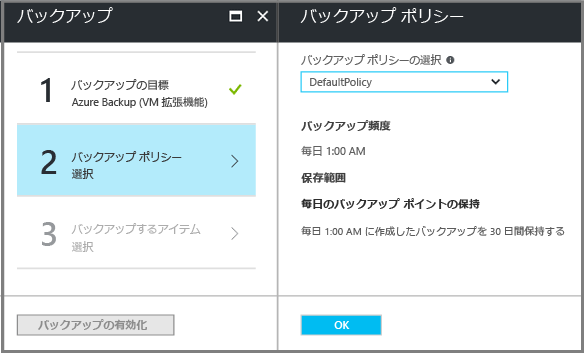 バックアップ
1
バックアップの目標
Azure Backup (VM 拡張機能)
2
バックアップ ポリシー
選択
3
バックアップするアイテム
選択
バックアップの有効化
バックアップ ポリシー
バックアップ ポリシーの選択
DefaultPolicy
バックアップ頻度
毎日 1:00 AM
保存範囲
毎日のバックアップ ポイントの保持
毎日 1:00 AM に作成したバックアップを 30 日間保持する
OK